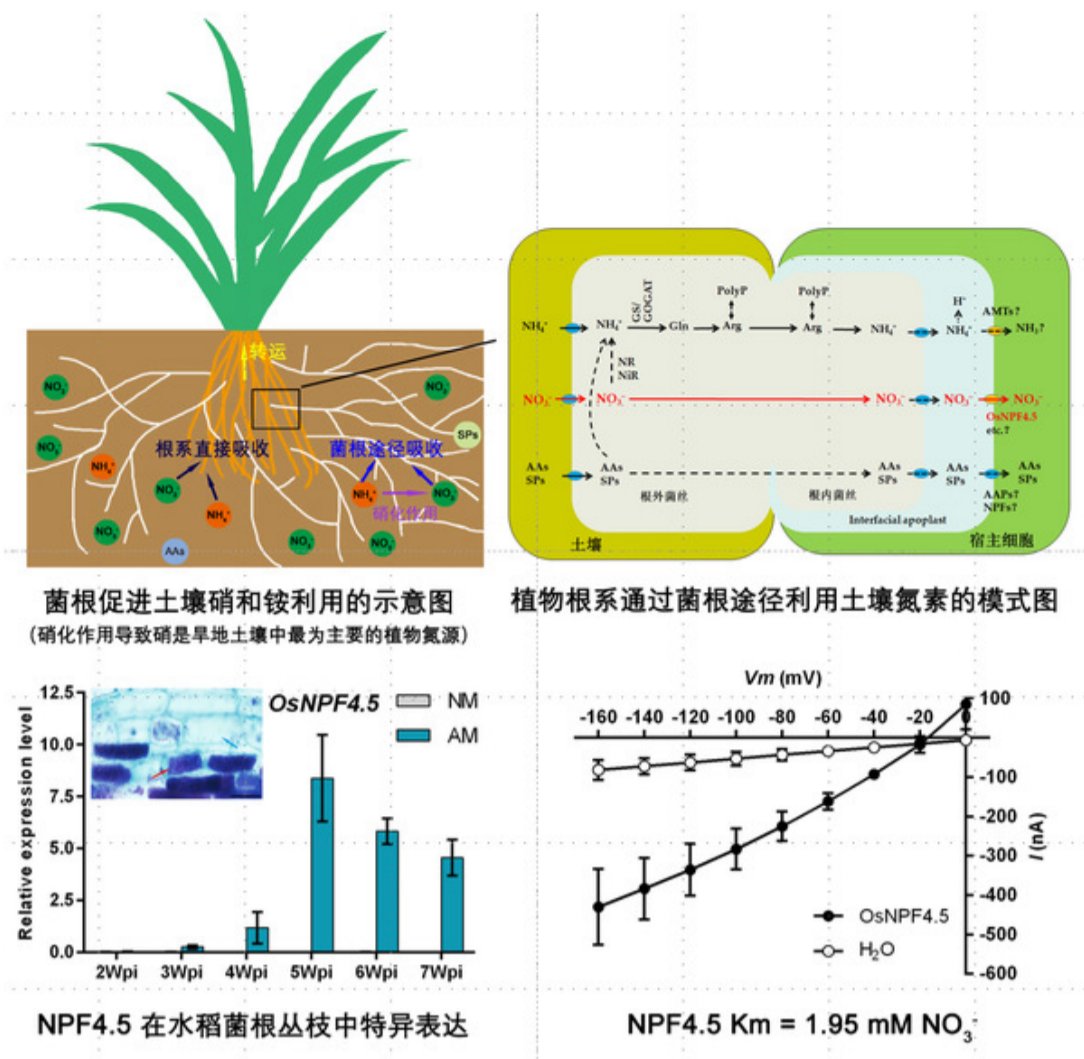 转运
NO₃⁻
NO₃⁻
SPs
NO₃⁻
根系直接吸收
菌根途径吸收
NH₄⁺
NO₃⁻
NH₄⁺
NO₃⁻
NH₄⁺
硝化作用
NO₃⁻
AAs
NO₃⁻
NO₃⁻
菌根促进土壤硝和铵利用的示意图
(硝化作用导致硝是旱地土壤中最为主要的植物氮源)
PolyP
PolyP
H⁺
AMTs?
GS/
GOGAT
NH₄⁺ NH₄⁺ Gln Arg Arg NH₄⁺ NH₄⁺ NH₃?
NR
NiR
NO₃⁻ NO₃⁻ NO₃⁻ NO₃⁻ NO₃⁻
OsNPF4.5
etc.?
AAs AAs AAs AAs AAs
SPs SPs SPs SPs SPs
根外菌丝
根内菌丝
AAPs?
NPFs?
Interfacial apoplast
土壤
宿主细胞
植物根系通过菌根途径利用土壤氮素的模式图
OsNPF4.5
NM
AM
Relative expression level
12.5
10.0
7.5
5.0
2.5
0.0
2Wpi 3Wpi 4Wpi 5Wpi 6Wpi 7Wpi
NPF4.5 在水稻菌根丛枝中特异表达
Vm (mV)
-160 -140 -120 -100 -80 -60 -40 -20 0
100
-100
-200
-300
-400
-500
-600
I (nA)
OsNPF4.5
H₂O
NPF4.5 Km = 1.95 mM NO₃⁻